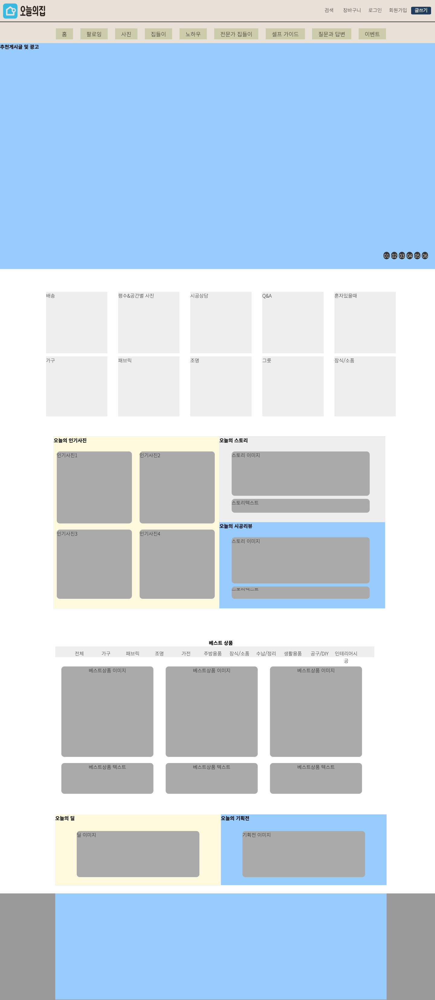 오늘의집
검색 장바구니 로그인 회원가입 글쓰기
홈 팔로잉 사진 집들이 노하우 전문가 집들이 셀프 가이드 질문과 답변 이벤트
추천게시글 및 광고
01 02 03 04 05 06
배송 평수&공간별 사진 시공상담 Q&A 혼자있을때
가구 패브릭 조명 그릇 장식/소품
오늘의 인기사진
인기사진1 인기사진2
인기사진3 인기사진4
오늘의 스토리
스토리 이미지
스토리텍스트
오늘의 시공리뷰
스토리 이미지
스토리텍스트
베스트 상품
전체 가구 패브릭 조명 가전 주방용품 장식/소품 수납/정리 생활용품 공구/DIY 인테리어시
공
베스트상품 이미지 베스트상품 이미지 베스트상품 이미지
베스트상품 텍스트 베스트상품 텍스트 베스트상품 텍스트
오늘의 딜
딜 이미지
오늘의 기획전
기획전 이미지